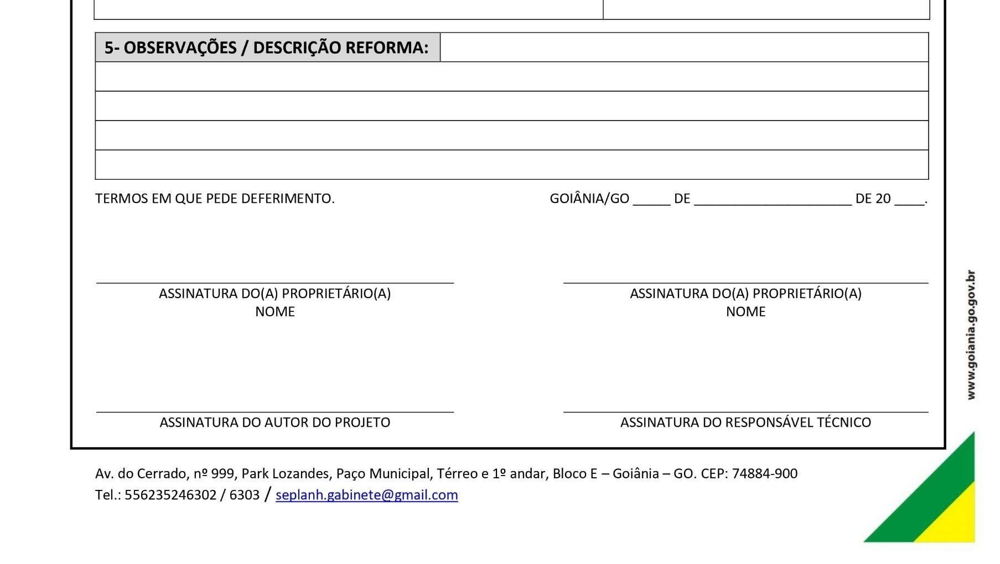 5- OBSERVAÇÕES / DESCRIÇÃO REFORMA:
TERMOS EM QUE PEDE DEFERIMENTO. GOIÂNIA/GO _____ DE _____________________ DE 20 ____.
ASSINATURA DO(A) PROPRIETÁRIO(A) ASSINATURA DO(A) PROPRIETÁRIO(A)
NOME NOME
ASSINATURA DO AUTOR DO PROJETO ASSINATURA DO RESPONSÁVEL TÉCNICO
www.goiania.go.gov.br
Av. do Cerrado, nº 999, Park Lozandes, Paço Municipal, Térreo e 1º andar, Bloco E – Goiânia – GO. CEP: 74884-900
Tel.: 556235246302 / 6303 / seplanh.gabinete@gmail.com